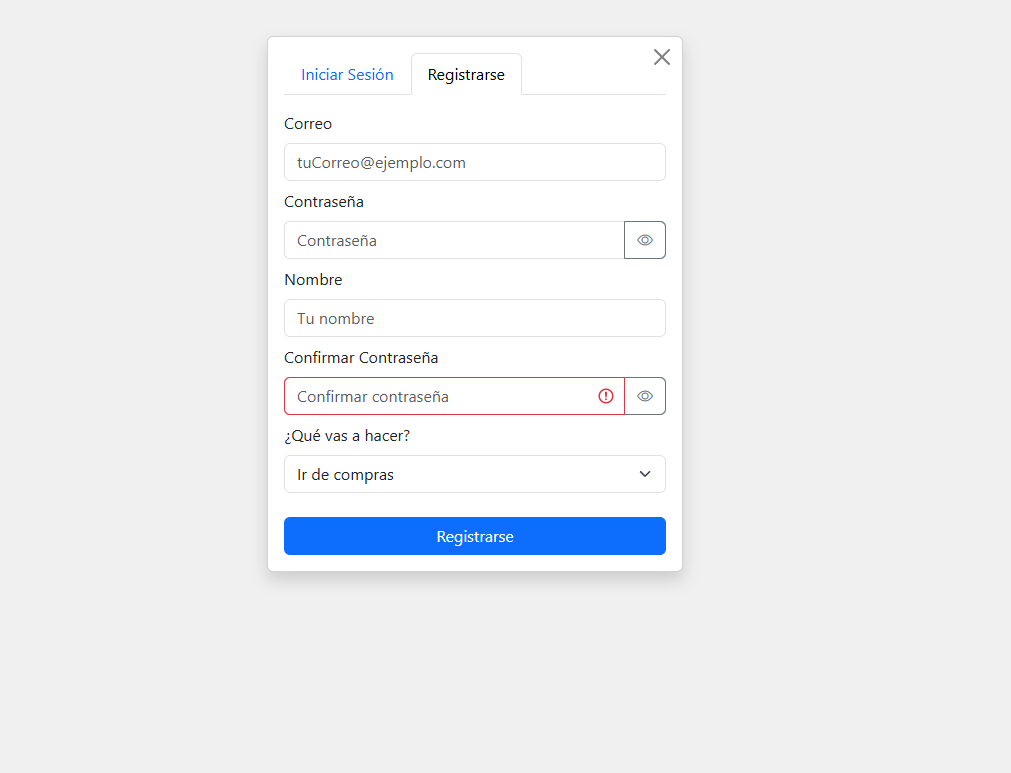 Iniciar Sesión
Registrarse
Correo
tuCorreo@ejemplo.com
Contraseña
Contraseña
Nombre
Tu nombre
Confirmar Contraseña
Confirmar contraseña
¿Qué vas a hacer?
Ir de compras
Registrarse